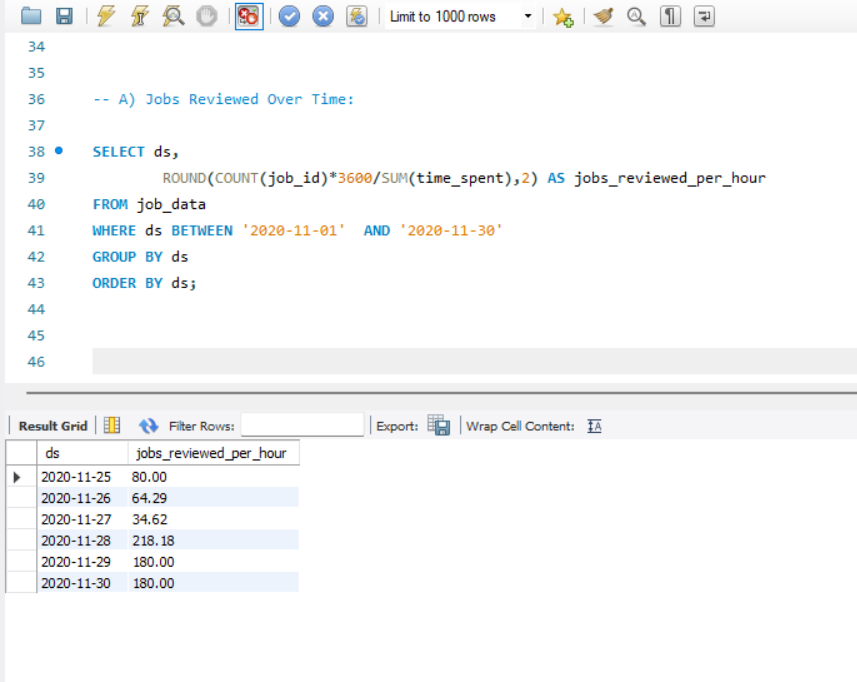 Limit to 1000 rows
34
35
36 -- A) Jobs Reviewed Over Time:
37
38 SELECT ds,
39 ROUND(COUNT(job_id)*3600/SUM(time_spent),2) AS jobs_reviewed_per_hour
40 FROM job_data
41 WHERE ds BETWEEN '2020-11-01'  AND '2020-11-30'
42 GROUP BY ds
43 ORDER BY ds;
44
45
46
Result Grid Filter Rows: Export: Wrap Cell Content: IA
ds jobs_reviewed_per_hour
2020-11-25 80.00
2020-11-26 64.29
2020-11-27 34.62
2020-11-28 218.18
2020-11-29 180.00
2020-11-30 180.00